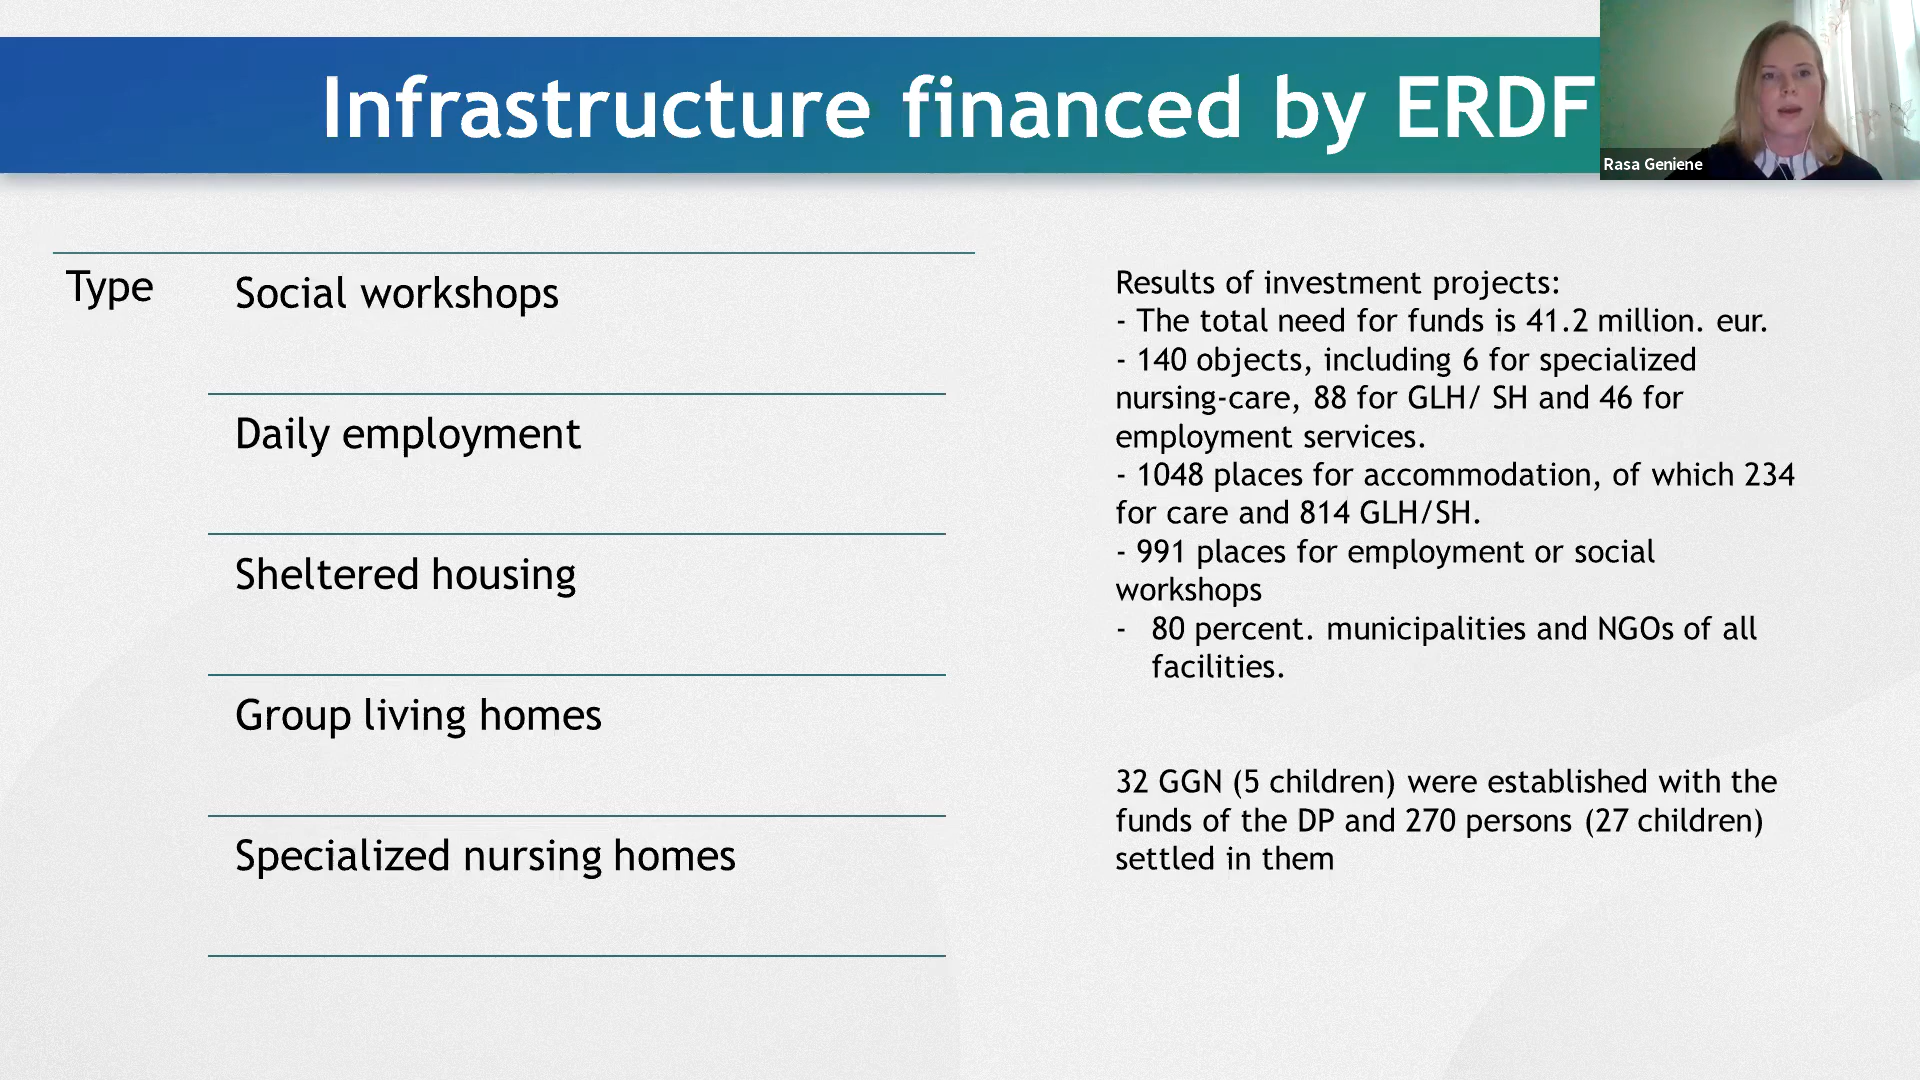 Infrastructure financed by ERDF
Rasa Geniene
Type
Social workshops
Daily employment
Sheltered housing
Group living homes
Specialized nursing homes
Results of investment projects:
- The total need for funds is 41.2 million. eur.
- 140 objects, including 6 for specialized
nursing-care, 88 for GLH/ SH and 46 for
employment services.
- 1048 places for accommodation, of which 234
for care and 814 GLH/SH.
- 991 places for employment or social
workshops
- 80 percent. municipalities and NGOs of all
facilities.
32 GGN (5 children) were established with the
funds of the DP and 270 persons (27 children)
settled in them